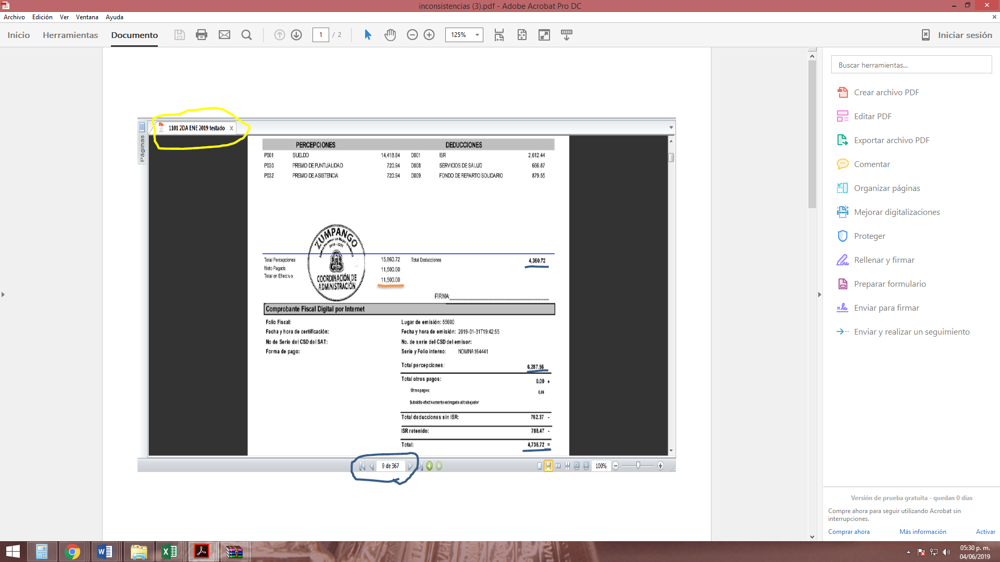 inconsistencias (3).pdf - Adobe Acrobat Pro DC
Archivo Edición Ver Ventana Ayuda
Inicio Herramientas Documento 1 / 2 125% Iniciar sesión
Buscar herramientas...
Crear archivo PDF
Editar PDF
Exportar archivo PDF
Comentar
Organizar páginas
Mejorar digitalizaciones
Proteger
Rellenar y firmar
Preparar formulario
Enviar para firmar
Enviar y realizar un seguimiento
Versión de prueba gratuita - quedan 0 días
Compre ahora para seguir utilizando Acrobat sin
interrupciones.
Comprar ahora Más información Activar
1101 2DA ENE 2019 testado x
Páginas
PERCEPCIONES DEDUCCIONES
P001 SUELDO 14,418.84 D001 ISR 2,612.44
P030 PREMIO DE PUNTUALIDAD 720.94 D008 SERVICIOS DE SALUD 666.87
P032 PREMIO DE ASISTENCIA 720.94 D009 FONDO DE REPARTO SOLIDARIO 879.55
ZUMPANGO
2019 - 2021
COORDINACIÓN DE
ADMINISTRACIÓN
Total Percepciones 15,860.72 Total Deducciones 4,360.72
Neto Pagado 11,500.00
Total en Efectivo 11,500.00
FIRMA:
Comprobante Fiscal Digital por Internet
Folio Fiscal: Lugar de emisión: 55600
Fecha y hora de certificación: Fecha y hora de emisión: 2019-01-31T19:42:55
No de Serie del CSD del SAT: No. de serie del CSD del emisor:
Forma de pago: Serie y Folio interno: NOMINA164441
Total percepciones: 6,287.56
Total otros pagos: 0.00 +
Otros pagos: 0.00
Subsidio efectivamente entregado al trabajador
Total deducciones sin ISR: 762.37 -
ISR retenido: 788.47 -
Total: 4,736.72 =
9 de 367 100%
05:30 p. m.
04/06/2019